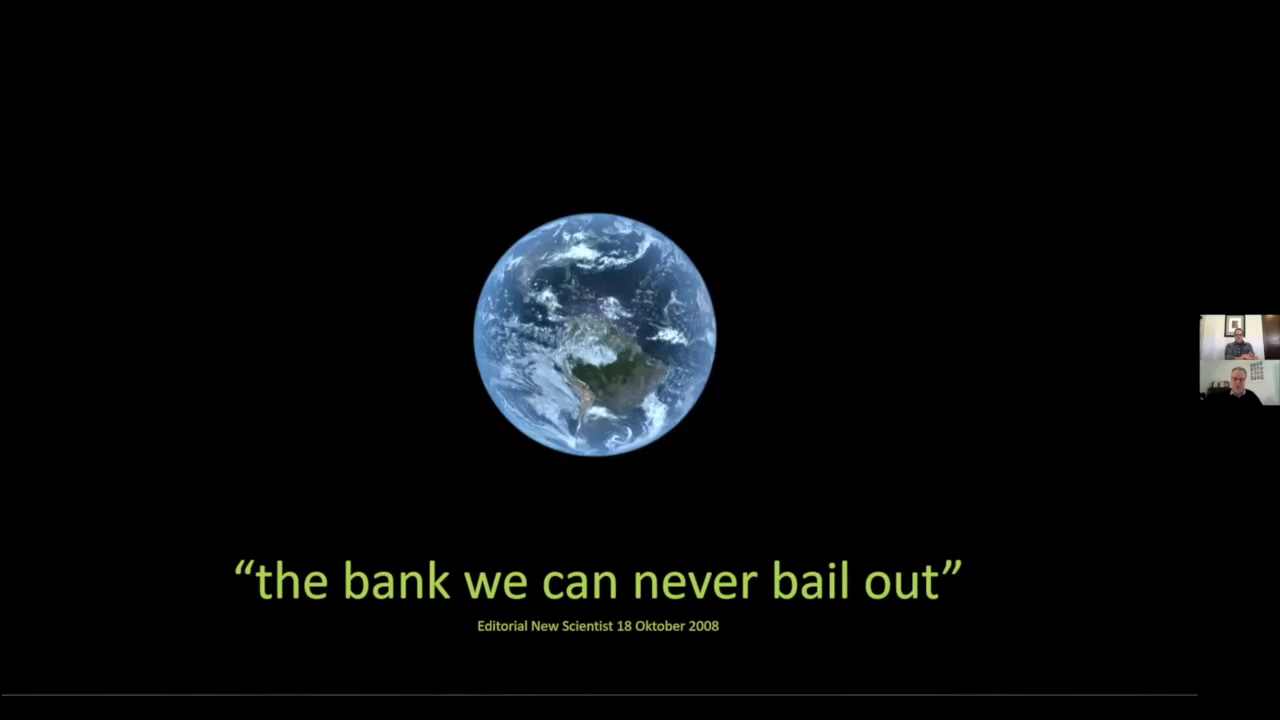 “the bank we can never bail out”
Editorial New Scientist 18 Oktober 2008